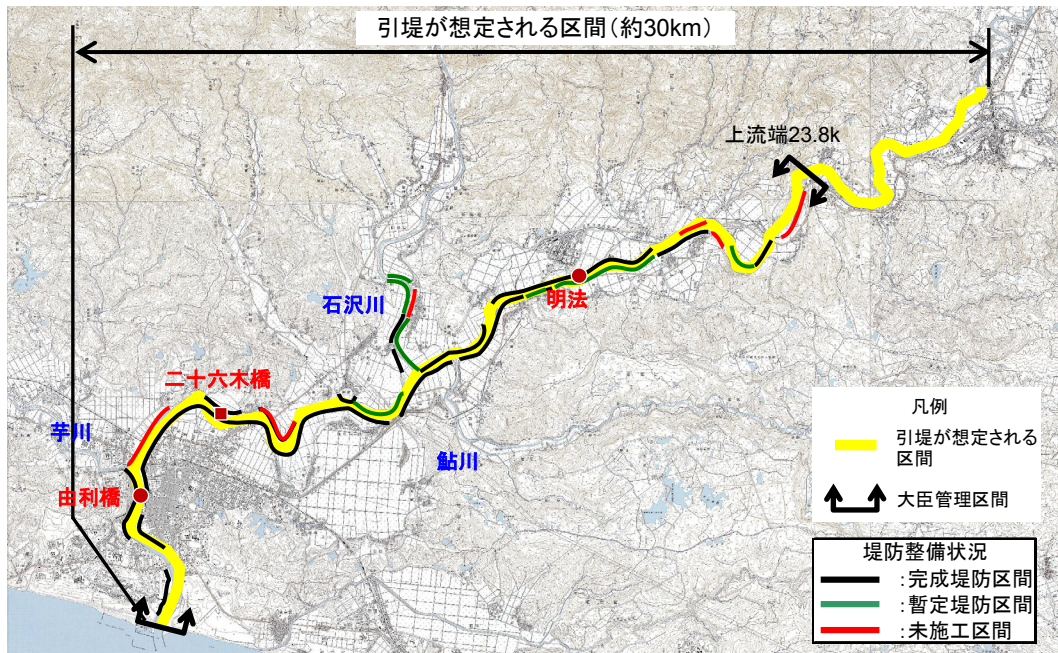 引堤が想定される区間(約30km)
上流端23.8k
明法
石沢川
二十六木橋
芋川
鮎川
由利橋
凡例
引堤が想定される
区間
大臣管理区間
堤防整備状況
:完成堤防区間
:暫定堤防区間
:未施工区間